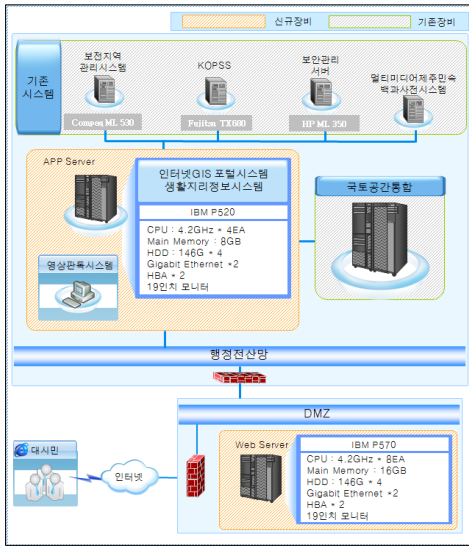 신규장비
기존장비
기존
시스템
보전지역
관리시스템
KOPSS
보안관리
서버
멀티미디어제주민속
백과사전시스템
Compaq ML 530
Fujitsu TX600
HP ML 350
APP Server
인터넷GIS 포털시스템
생활지리정보시스템
IBM P520
CPU : 4.2GHz * 4EA
Main Memory : 8GB
HDD : 146G * 4
Gigabit Ethernet *2
HBA * 2
19인치 모니터
영상판독시스템
국토공간통합
행정전산망
DMZ
대시민
인터넷
Web Server
IBM P570
CPU : 4.2GHz * 8EA
Main Memory : 16GB
HDD : 146G * 4
Gigabit Ethernet *2
HBA * 2
19인치 모니터